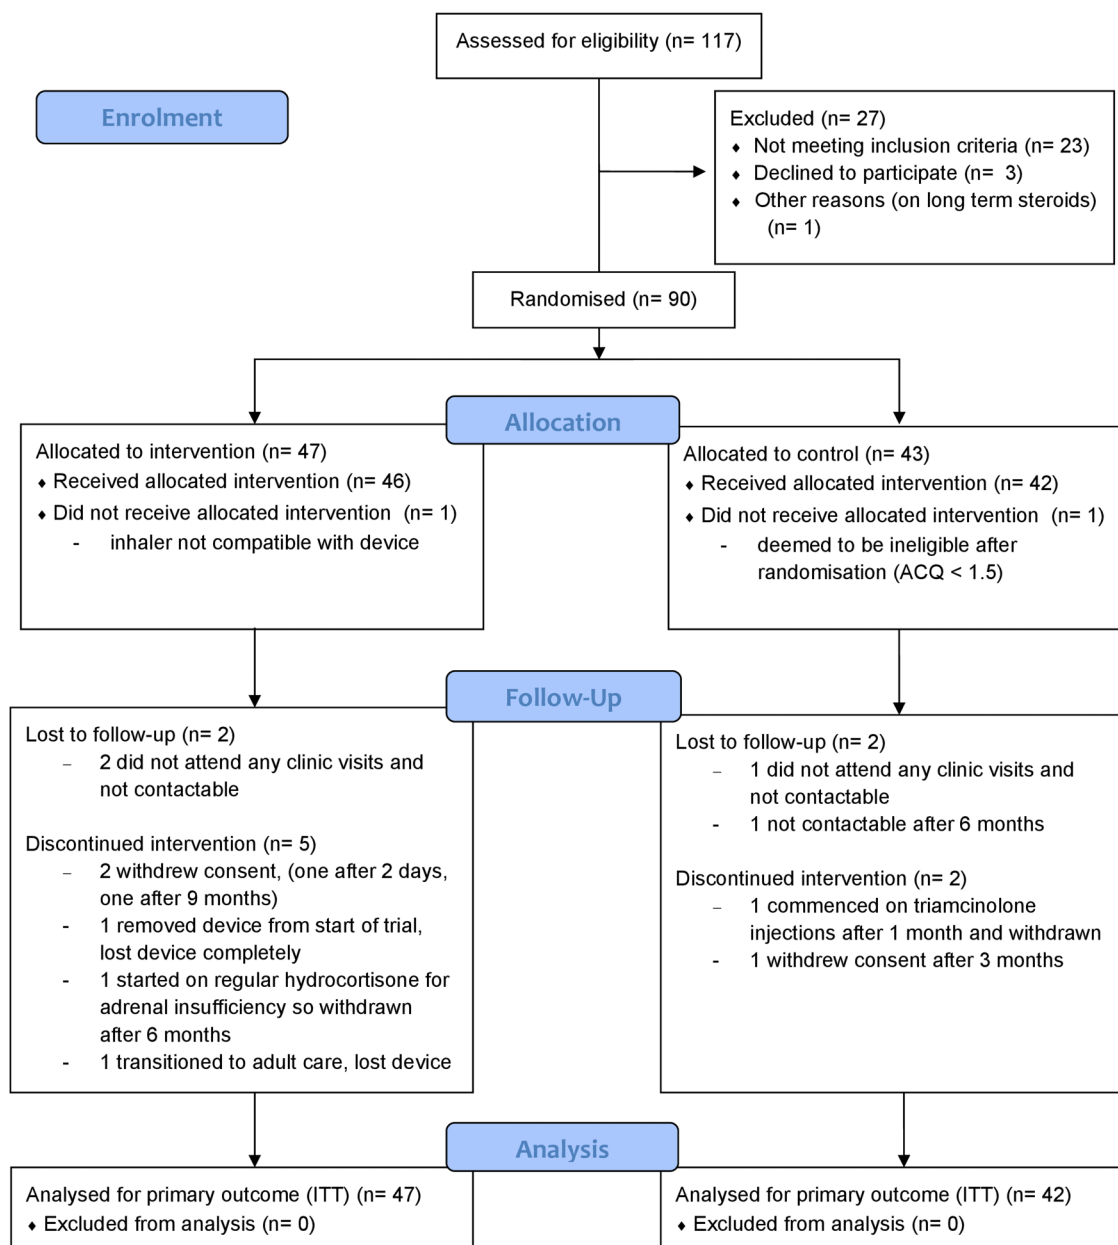 Assessed for eligibility (n= 117)
Enrolment
Excluded (n= 27)
♦ Not meeting inclusion criteria (n= 23)
♦ Declined to participate (n=  3)
♦ Other reasons (on long term steroids)
(n= 1)
Randomised (n= 90)
Allocation
Allocated to intervention (n= 47)
♦ Received allocated intervention (n= 46)
♦ Did not receive allocated intervention  (n= 1)
- inhaler not compatible with device
Allocated to control (n= 43)
♦ Received allocated intervention (n= 42)
♦ Did not receive allocated intervention  (n= 1)
- deemed to be ineligible after
randomisation (ACQ < 1.5)
Follow-Up
Lost to follow-up (n= 2)
– 2 did not attend any clinic visits and
not contactable
Discontinued intervention (n= 5)
– 2 withdrew consent, (one after 2 days,
one after 9 months)
- 1 removed device from start of trial,
lost device completely
- 1 started on regular hydrocortisone for
adrenal insufficiency so withdrawn
after 6 months
- 1 transitioned to adult care, lost device
Lost to follow-up (n= 2)
– 1 did not attend any clinic visits and
not contactable
- 1 not contactable after 6 months
Discontinued intervention (n= 2)
– 1 commenced on triamcinolone
injections after 1 month and withdrawn
- 1 withdrew consent after 3 months
Analysis
Analysed for primary outcome (ITT) (n= 47)
♦ Excluded from analysis (n= 0)
Analysed for primary outcome (ITT) (n= 42)
♦ Excluded from analysis (n= 0)